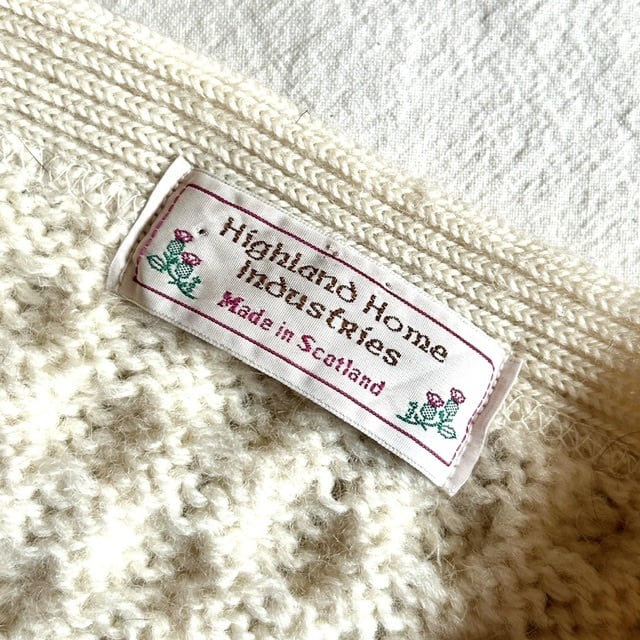 Highland Home
Industries
Made in Scotland